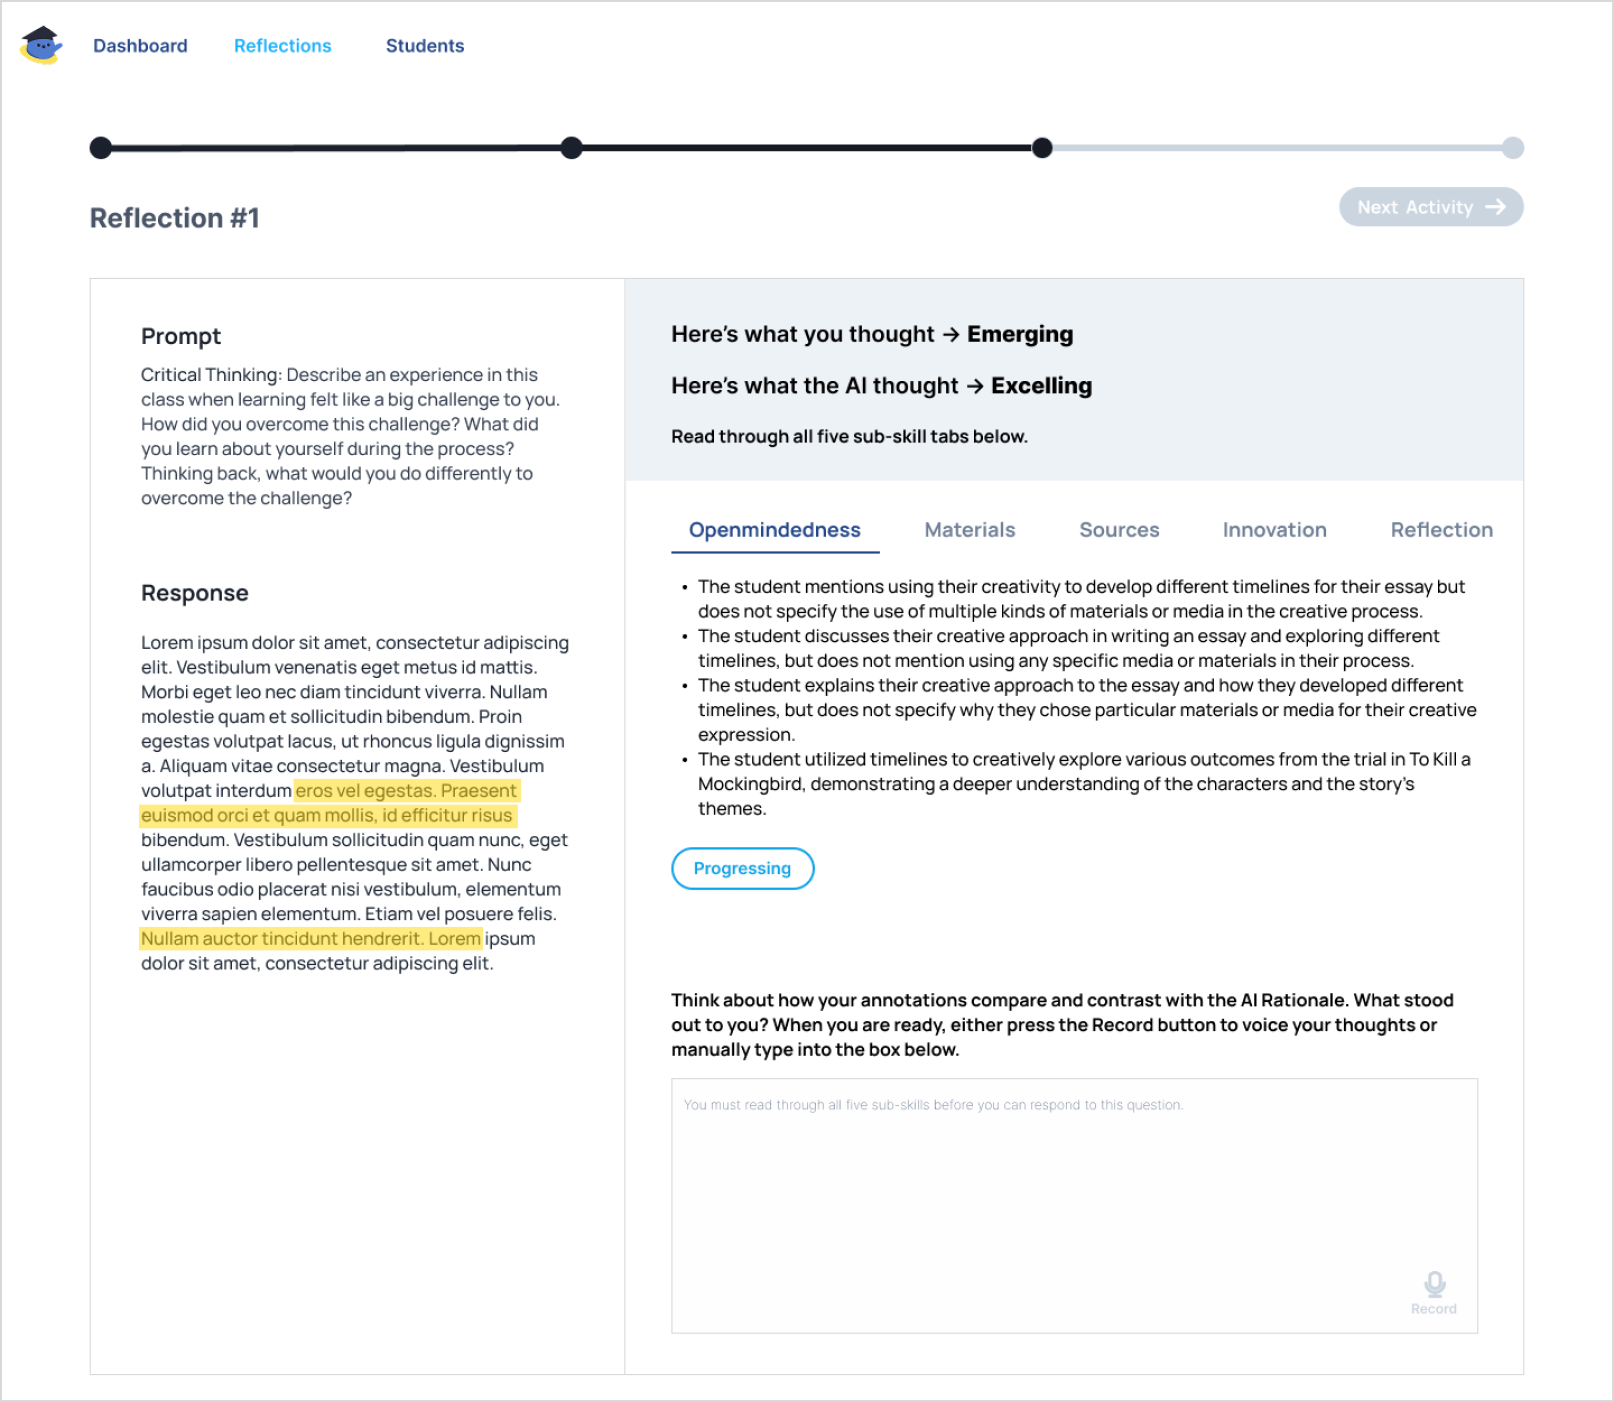 Dashboard
Reflections
Students
Reflection #1
Next Activity →
Prompt
Critical Thinking: Describe an experience in this
class when learning felt like a big challenge to you.
How did you overcome this challenge? What did
you learn about yourself during the process?
Thinking back, what would you do differently to
overcome the challenge?
Response
Lorem ipsum dolor sit amet, consectetur adipiscing
elit. Vestibulum venenatis eget metus id mattis.
Morbi eget leo nec diam tincidunt viverra. Nullam
molestie quam et sollicitudin bibendum. Proin
egestas volutpat lacus, ut rhoncus ligula dignissim
a. Aliquam vitae consectetur magna. Vestibulum
volutpat interdum eros vel egestas. Praesent
euismod orci et quam mollis, id efficitur risus
bibendum. Vestibulum sollicitudin quam nunc, eget
ullamcorper libero pellentesque sit amet. Nunc
faucibus odio placerat nisi vestibulum, elementum
viverra sapien elementum. Etiam vel posuere felis.
Nullam auctor tincidunt hendrerit. Lorem ipsum
dolor sit amet, consectetur adipiscing elit.
Here’s what you thought → Emerging
Here’s what the AI thought → Excelling
Read through all five sub-skill tabs below.
Openmindedness
Materials
Sources
Innovation
Reflection
• The student mentions using their creativity to develop different timelines for their essay but
does not specify the use of multiple kinds of materials or media in the creative process.
• The student discusses their creative approach in writing an essay and exploring different
timelines, but does not mention using any specific media or materials in their process.
• The student explains their creative approach to the essay and how they developed different
timelines, but does not specify why they chose particular materials or media for their creative
expression.
• The student utilized timelines to creatively explore various outcomes from the trial in To Kill a
Mockingbird, demonstrating a deeper understanding of the characters and the story’s
themes.
Progressing
Think about how your annotations compare and contrast with the AI Rationale. What stood
out to you? When you are ready, either press the Record button to voice your thoughts or
manually type into the box below.
You must read through all five sub-skills before you can respond to this question.
Record